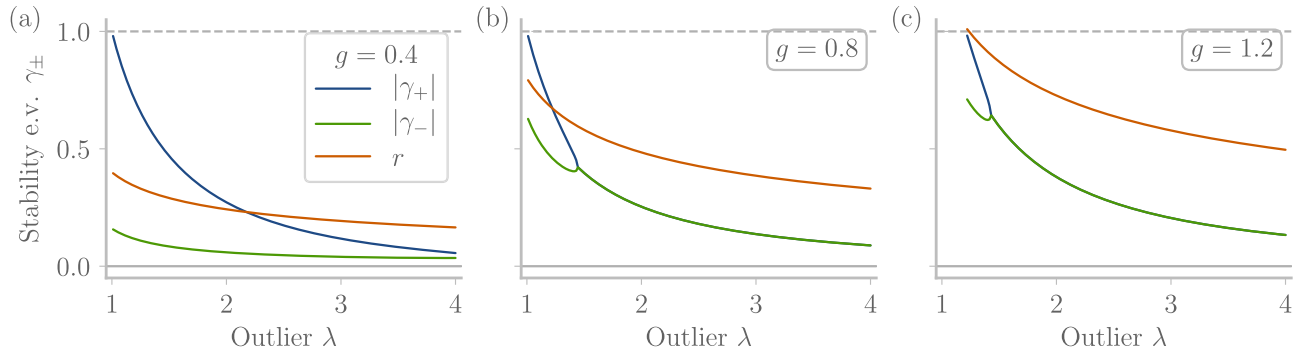 (a)
(b)
(c)
Stability e.v. γ±
1.0
0.5
0.0
g = 0.4
|γ+|
|γ−|
r
g = 0.8
g = 1.2
1 2 3 4
1 2 3 4
1 2 3 4
Outlier λ
Outlier λ
Outlier λ